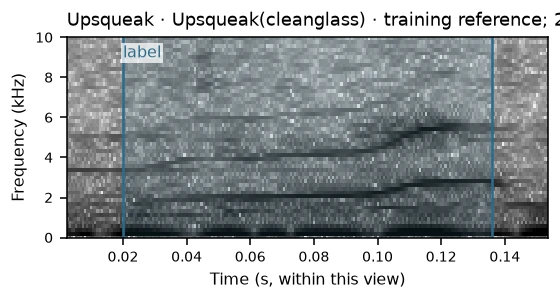 Upsqueak · Upsqueak(cleanglass) · training reference; 2
label
10
8
6
4
2
0
Frequency (kHz)
0.02 0.04 0.06 0.08 0.10 0.12 0.14
Time (s, within this view)